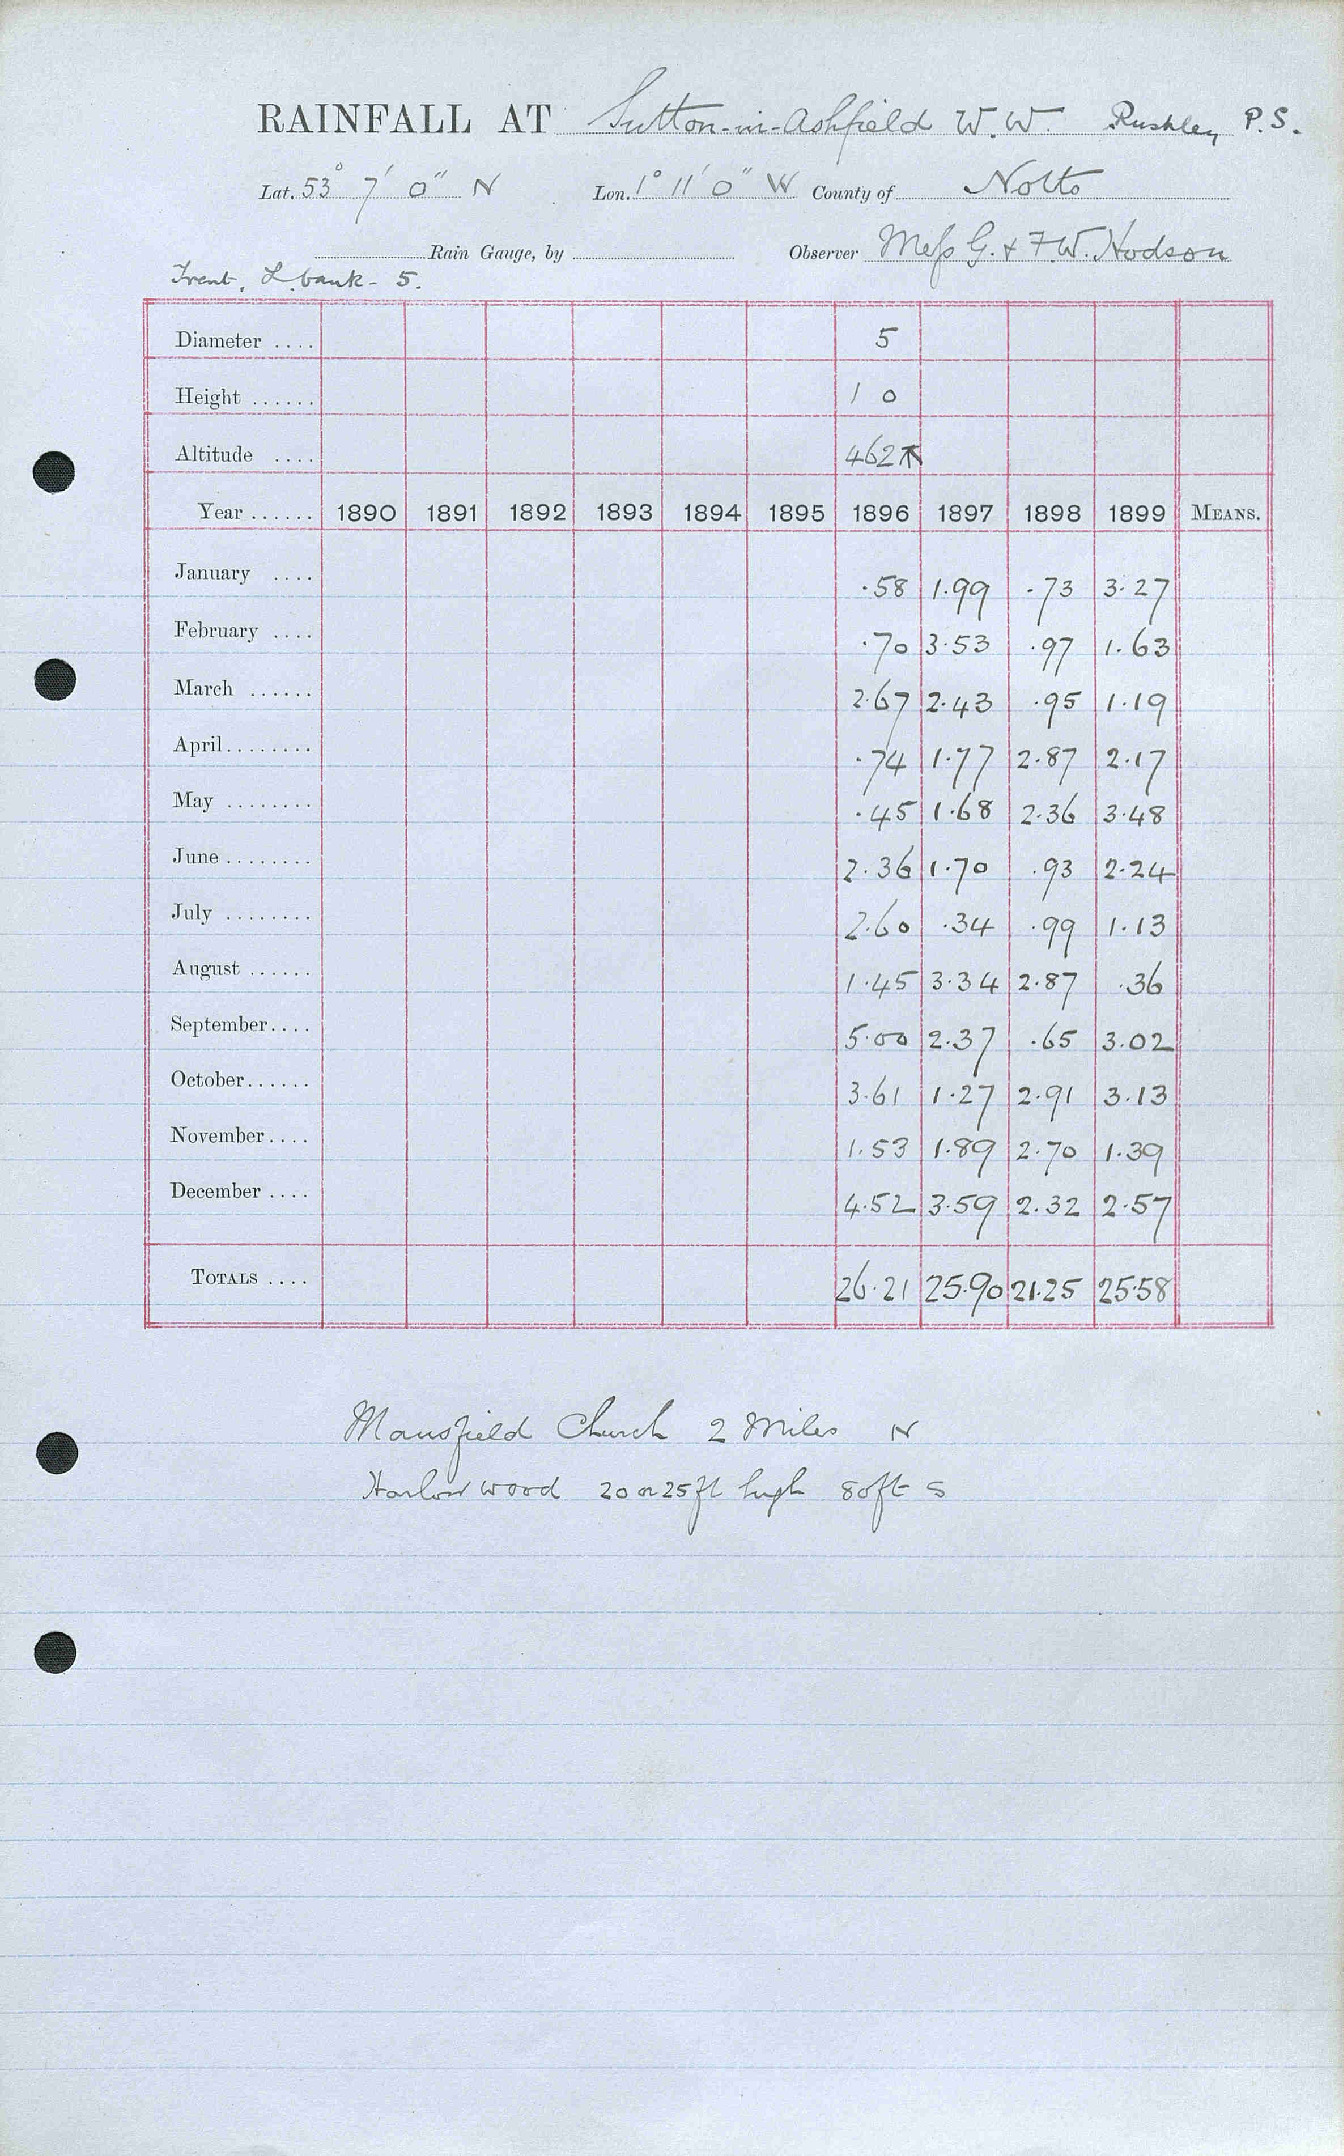 RAINFALL AT Sutton-in-Ashfield W.W. Rushley P.S.
Lat. 53° 7' 0" N Lon. 1° 11' 0" W County of Notts
Rain Gauge, by Observer Mess G. & F W. Hodson
Trent, L. bank - 5.
Diameter .... 5
Height ...... 1 0
Altitude .... 462
Year ...... 1890 1891 1892 1893 1894 1895 1896 1897 1898 1899 MEANS.
January .... .58 1.99 .73 3.27
February .... .70 3.53 .97 1.63
March ...... 2.67 2.43 .95 1.19
April ........ .74 1.77 2.87 2.17
May ........ .45 1.68 2.36 3.48
June ........ 2.36 1.70 .93 2.24
July ........ 2.60 .34 .99 1.13
August ...... 1.45 3.34 2.87 .36
September .... 5.00 2.37 .65 3.02
October ...... 3.61 1.27 2.91 3.13
November .... 1.53 1.89 2.70 1.39
December .... 4.52 3.59 2.32 2.57
TOTALS .... 26.21 25.90 21.25 25.58
Mansfield Church 2 Miles N
Harlow wood 20 or 25 ft high 80ft S